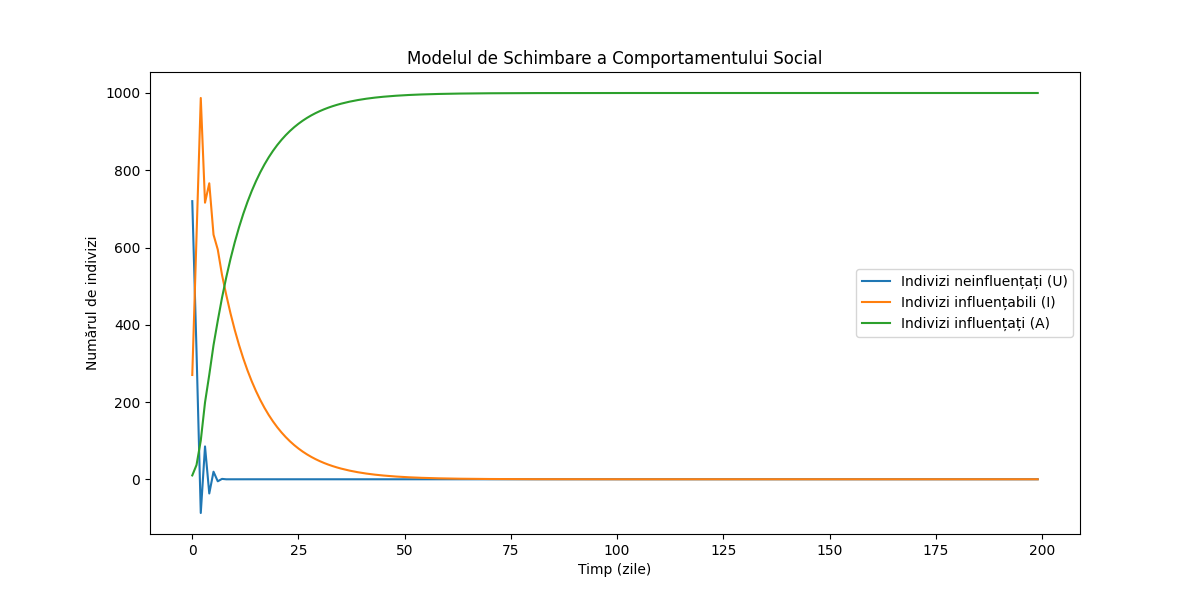 Modelul de Schimbare a Comportamentului Social
Numărul de indivizi
1000
800
600
400
200
0
Indivizi neinfluențați (U)
Indivizi influențabili (I)
Indivizi influențați (A)
0 25 50 75 100 125 150 175 200
Timp (zile)